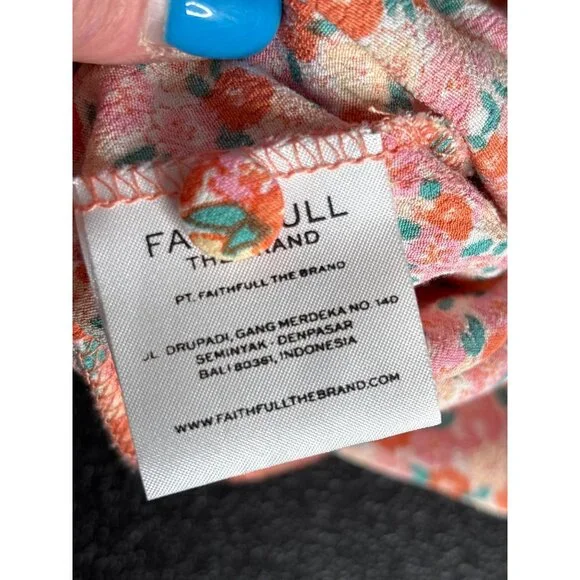 FAITHFULL
THE BRAND
PT. FAITHFULL THE BRAND
JL. DRUPADI, GANG MERDEKA NO. 14D
SEMINYAK - DENPASAR
BALI 80361, INDONESIA
WWW.FAITHFULLTHEBRAND.COM